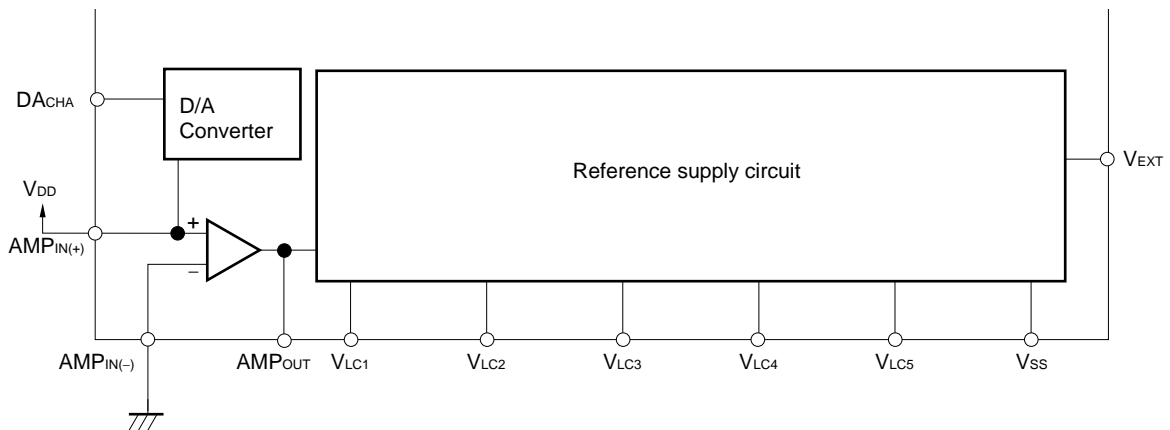 DACHA
D/A
Converter
Reference supply circuit
VEXT
VDD
+
AMPIN(+)
−
AMPIN(−)
AMPOUT
VLC1
VLC2
VLC3
VLC4
VLC5
VSS